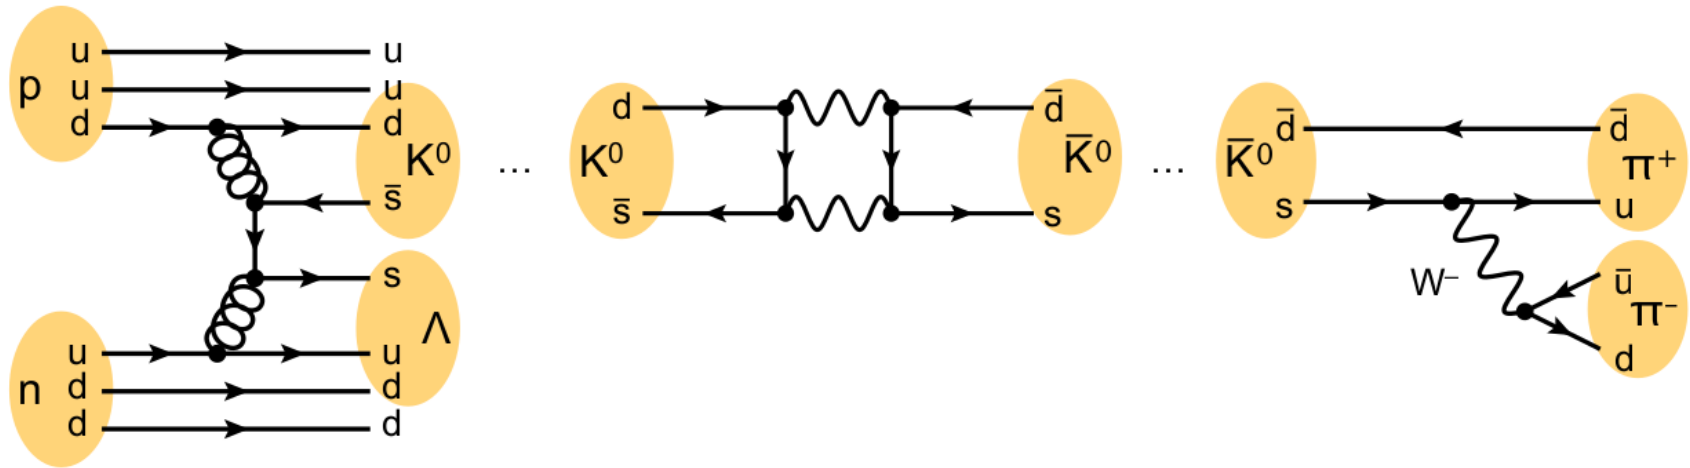 u u
p u u
d d K⁰
s̄
s Λ
u u
n d d
d d
...
d d̄
K⁰ K̄⁰
s̄ s
...
d̄ d̄
K̄⁰ π⁺
s u
W⁻ ū π⁻
d